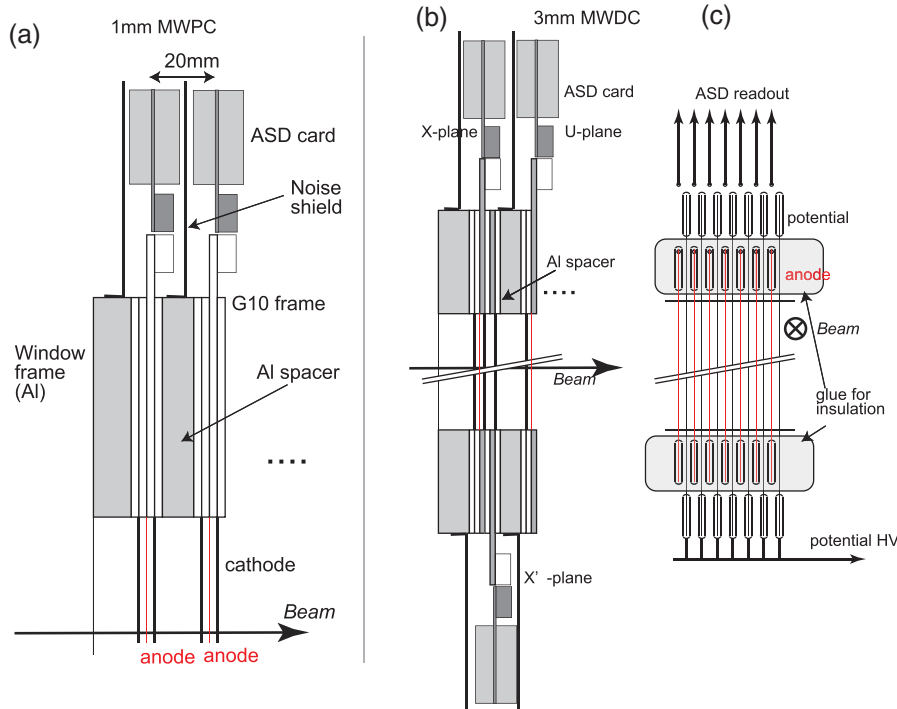 (a)
1mm MWPC
20mm
ASD card
Noise
shield
G10 frame
Window
frame
(Al)
Al spacer
....
cathode
Beam
anode
anode
(b)
3mm MWDC
ASD card
X-plane
U-plane
Al spacer
....
Beam
X' -plane
(c)
ASD readout
potential
anode
Beam
glue for
insulation
potential HV